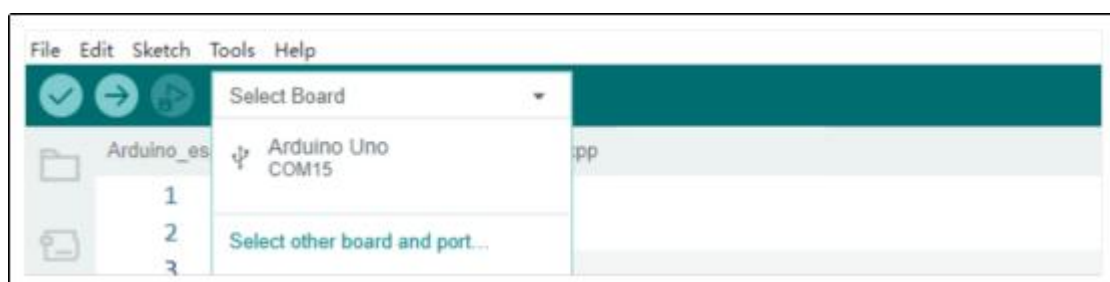 File Edit Sketch Tools Help
Select Board
Arduino_es
Arduino Uno
COM15
:pp
1
2
Select other board and port...
3